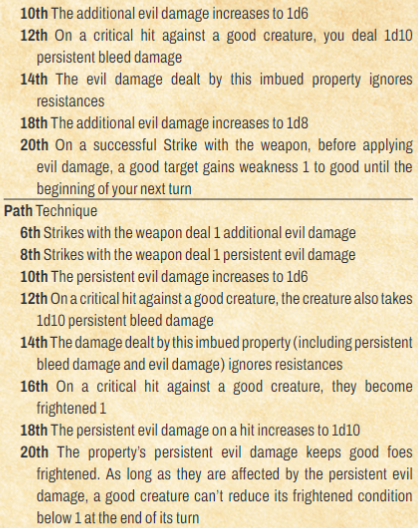 10th The additional evil damage increases to 1d6
12th On a critical hit against a good creature, you deal 1d10
persistent bleed damage
14th The evil damage dealt by this imbued property ignores
resistances
18th The additional evil damage increases to 1d8
20th On a successful Strike with the weapon, before applying
evil damage, a good target gains weakness 1 to good until the
beginning of your next turn
Path Technique
6th Strikes with the weapon deal 1 additional evil damage
8th Strikes with the weapon deal 1 persistent evil damage
10th The persistent evil damage increases to 1d6
12th On a critical hit against a good creature, the creature also takes
1d10 persistent bleed damage
14th The damage dealt by this imbued property (including persistent
bleed damage and evil damage) ignores resistances
16th On a critical hit against a good creature, they become
frightened 1
18th The persistent evil damage on a hit increases to 1d10
20th The property's persistent evil damage keeps good foes
frightened. As long as they are affected by the persistent evil
damage, a good creature can't reduce its frightened condition
below 1 at the end of its turn